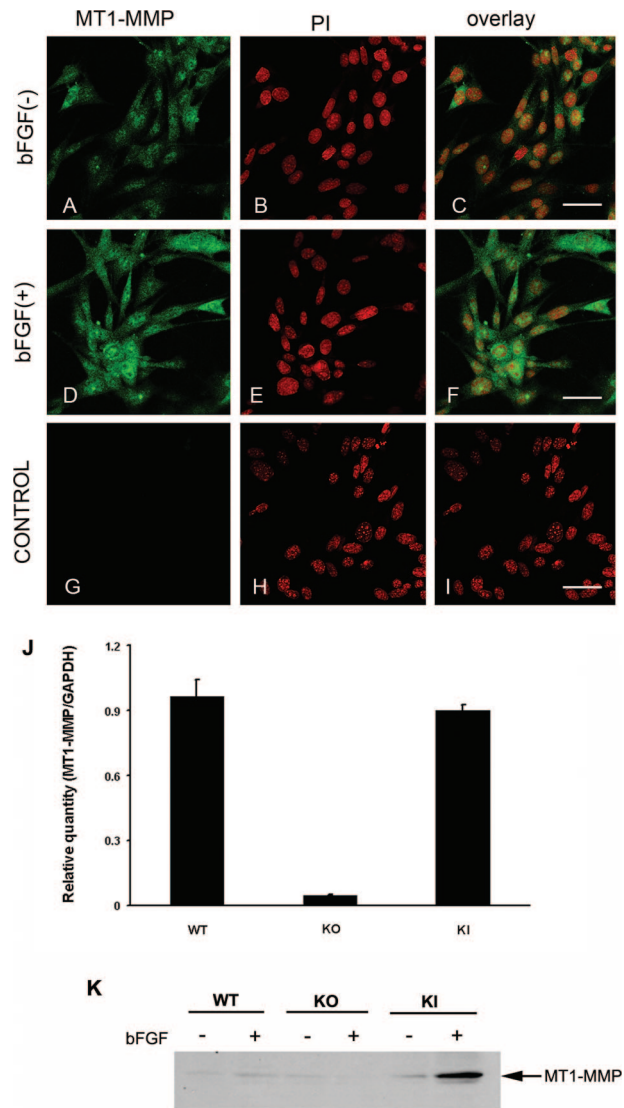 MT1-MMP PI overlay
bFGF(-)
A B C
bFGF(+)
D E F
CONTROL
G H I
J
Relative quantity (MT1-MMP/GAPDH)
1.2
0.9
0.6
0.3
0
WT KO KI
K
WT KO KI
bFGF - + - + - +
MT1-MMP